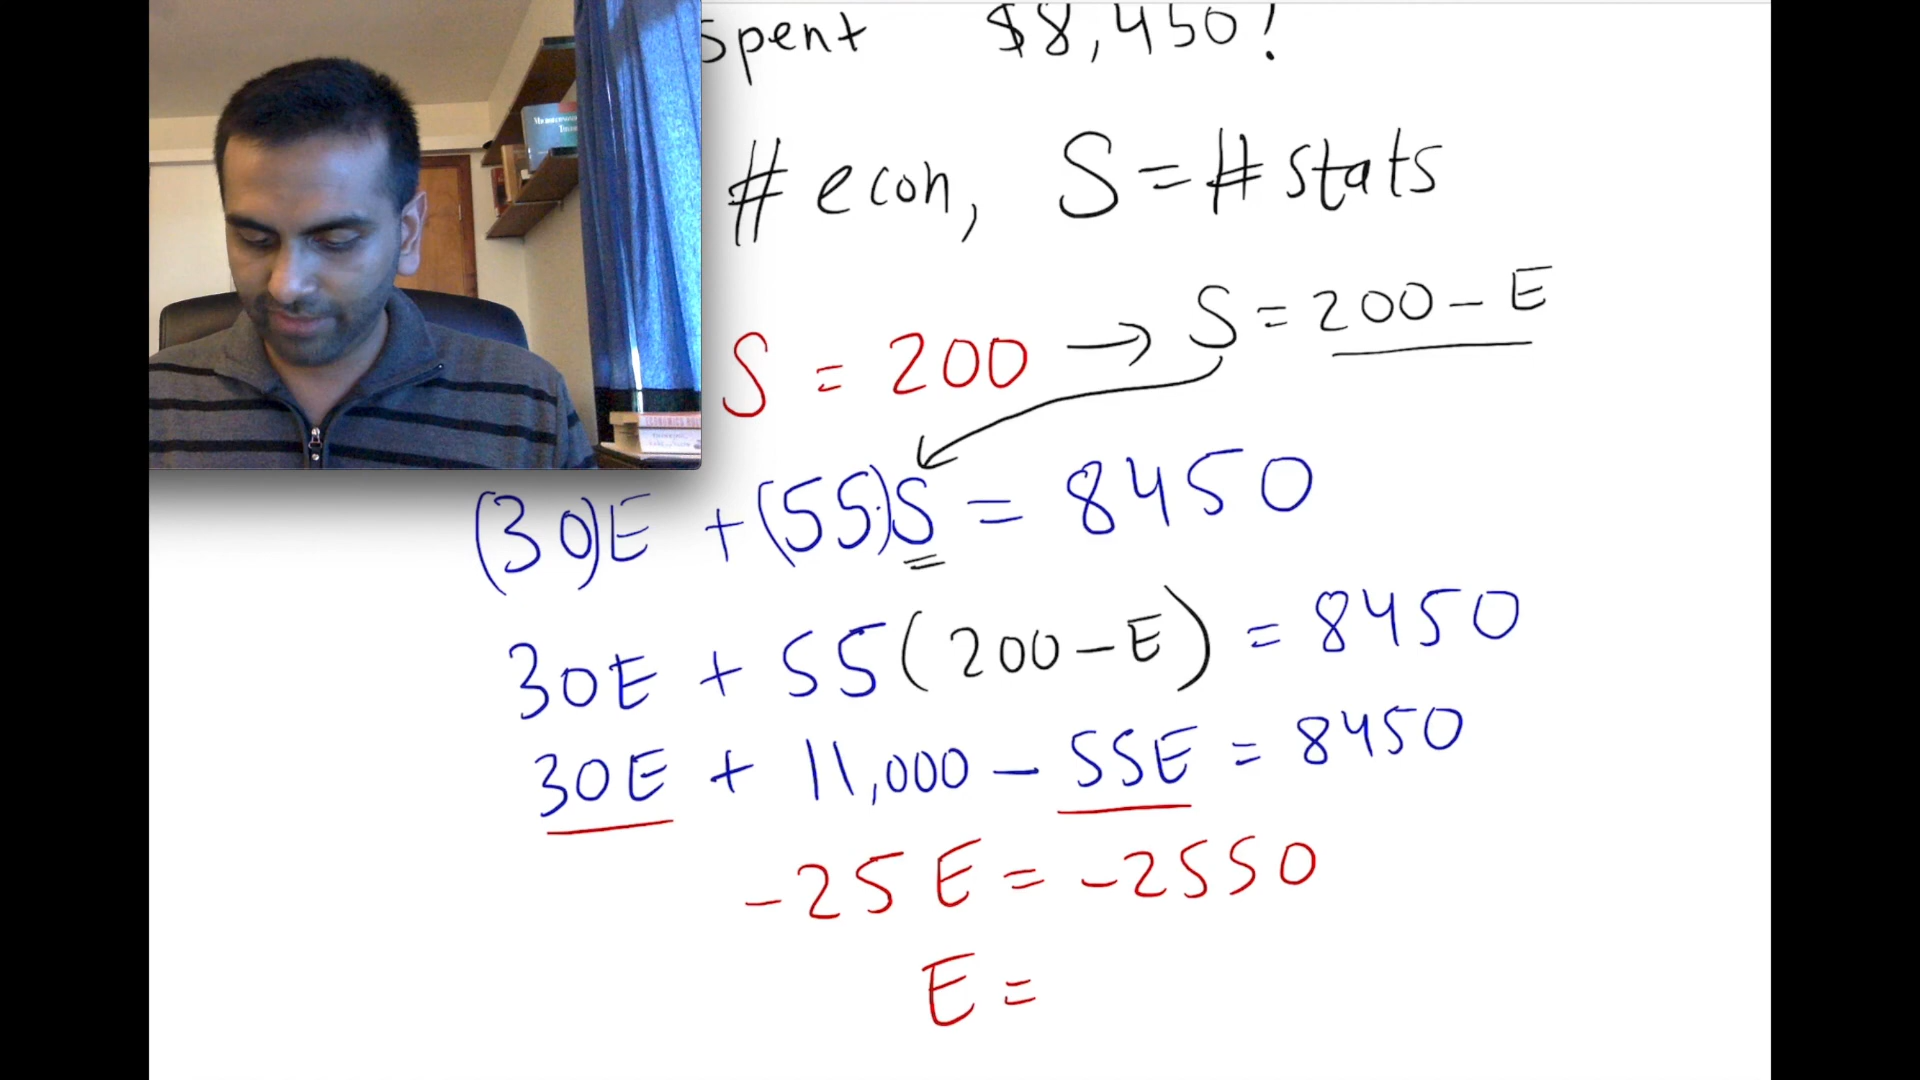 spent $8,450!
# econ, S = # stats
S = 200 → S = 200 - E
(30)E + (55)S = 8450
30E + 55(200-E) = 8450
30E + 11,000 - 55E = 8450
-25E = -2550
E =